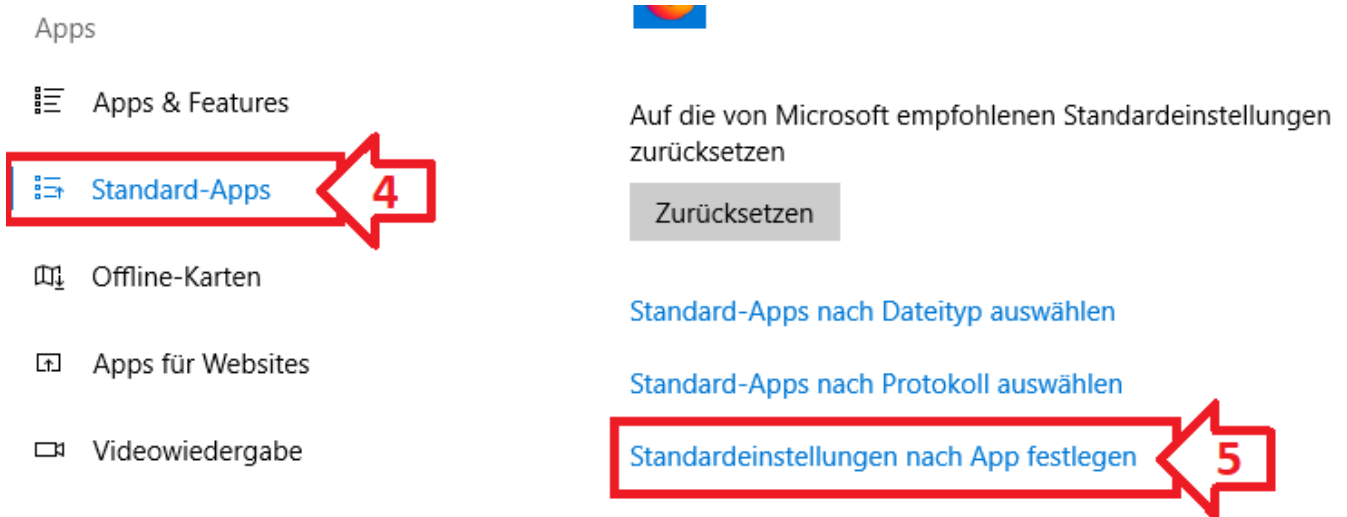 Apps
Apps & Features
Standard-Apps
4
Offline-Karten
Apps für Websites
Videowiedergabe
Auf die von Microsoft empfohlenen Standardeinstellungen
zurücksetzen
Zurücksetzen
Standard-Apps nach Dateityp auswählen
Standard-Apps nach Protokoll auswählen
Standardeinstellungen nach App festlegen
5